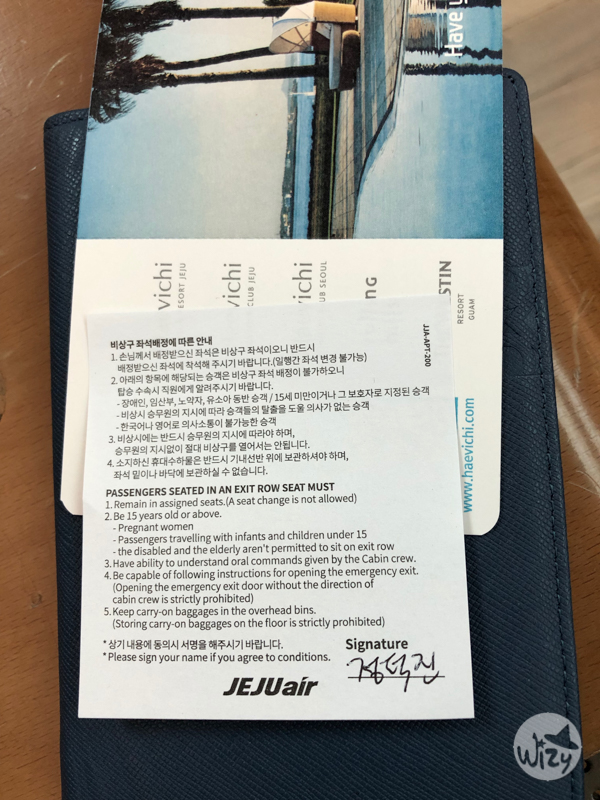 Have y
vichi
ESORT JEJU
vichi
CLUB JEJU
vichi
UB SEOUL
NG
STIN
RESORT
GUAM
www.haevichi.com
JJA-APT-200
비상구 좌석배정에 따른 안내
1. 손님께서 배정받으신 좌석은 비상구 좌석이오니 반드시
배정받으신 좌석에 착석해 주시기 바랍니다.(일행간 좌석 변경 불가능)
2. 아래의 항목에 해당되는 승객은 비상구 좌석 배정이 불가하오니
탑승 수속시 직원에게 알려주시기 바랍니다.
- 장애인, 임산부, 노약자, 유소아 동반 승객 / 15세 미만이거나 그 보호자로 지정된 승객
- 비상시 승무원의 지시에 따라 승객들의 탈출을 도울 의사가 없는 승객
- 한국어나 영어로 의사소통이 불가능한 승객
3. 비상시에는 반드시 승무원의 지시에 따라야 하며,
승무원의 지시없이 절대 비상구를 열어서는 안됩니다.
4. 소지하신 휴대수하물은 반드시 기내선반 위에 보관하셔야 하며,
좌석 밑이나 바닥에 보관하실 수 없습니다.
PASSENGERS SEATED IN AN EXIT ROW SEAT MUST
1. Remain in assigned seats.(A seat change is not allowed)
2. Be 15 years old or above.
- Pregnant women
- Passengers travelling with infants and children under 15
- the disabled and the elderly aren't permitted to sit on exit row
3. Have ability to understand oral commands given by the Cabin crew.
4. Be capable of following instructions for opening the emergency exit.
(Opening the emergency exit door without the direction of
cabin crew is strictly prohibited)
5. Keep carry-on baggages in the overhead bins.
(Storing carry-on baggages on the floor is strictly prohibited)
* 상기 내용에 동의시 서명을 해주시기 바랍니다.
* Please sign your name if you agree to conditions.
Signature
JEJUair
WiZy